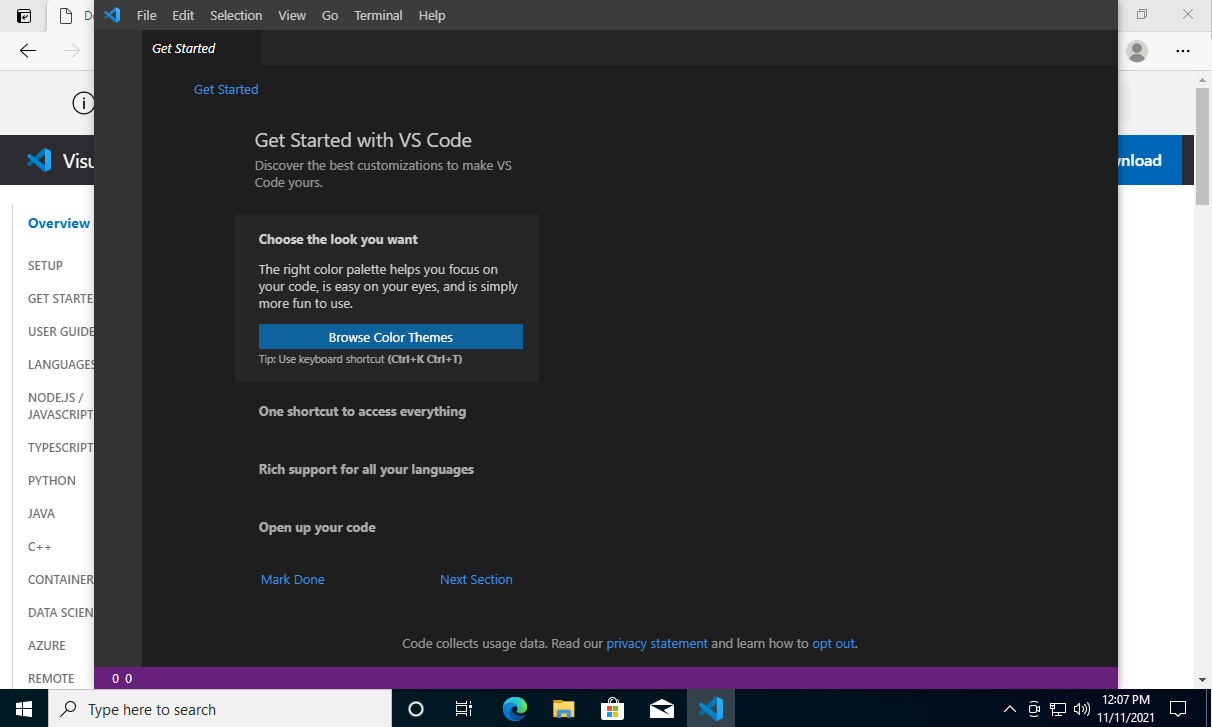 File Edit Selection View Go Terminal Help
Get Started
Get Started
Get Started with VS Code
Discover the best customizations to make VS
Code yours.
Choose the look you want
The right color palette helps you focus on
your code, is easy on your eyes, and is simply
more fun to use.
Browse Color Themes
Tip: Use keyboard shortcut (Ctrl+K Ctrl+T)
One shortcut to access everything
Rich support for all your languages
Open up your code
Mark Done Next Section
Code collects usage data. Read our privacy statement and learn how to opt out.
0 0
Visu
nload
Overview
SETUP
GET STARTE
USER GUIDE
LANGUAGES
NODE.JS /
JAVASCRIPT
TYPESCRIPT
PYTHON
JAVA
C++
CONTAINER
DATA SCIEN
AZURE
REMOTE
Type here to search
12:07 PM
11/11/2021